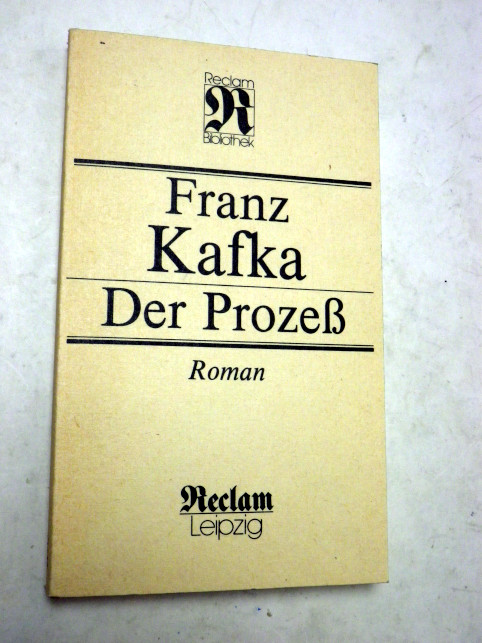 Reclam
R
Bibliothek
Franz
Kafka
Der Prozeß
Roman
Reclam
Leipzig